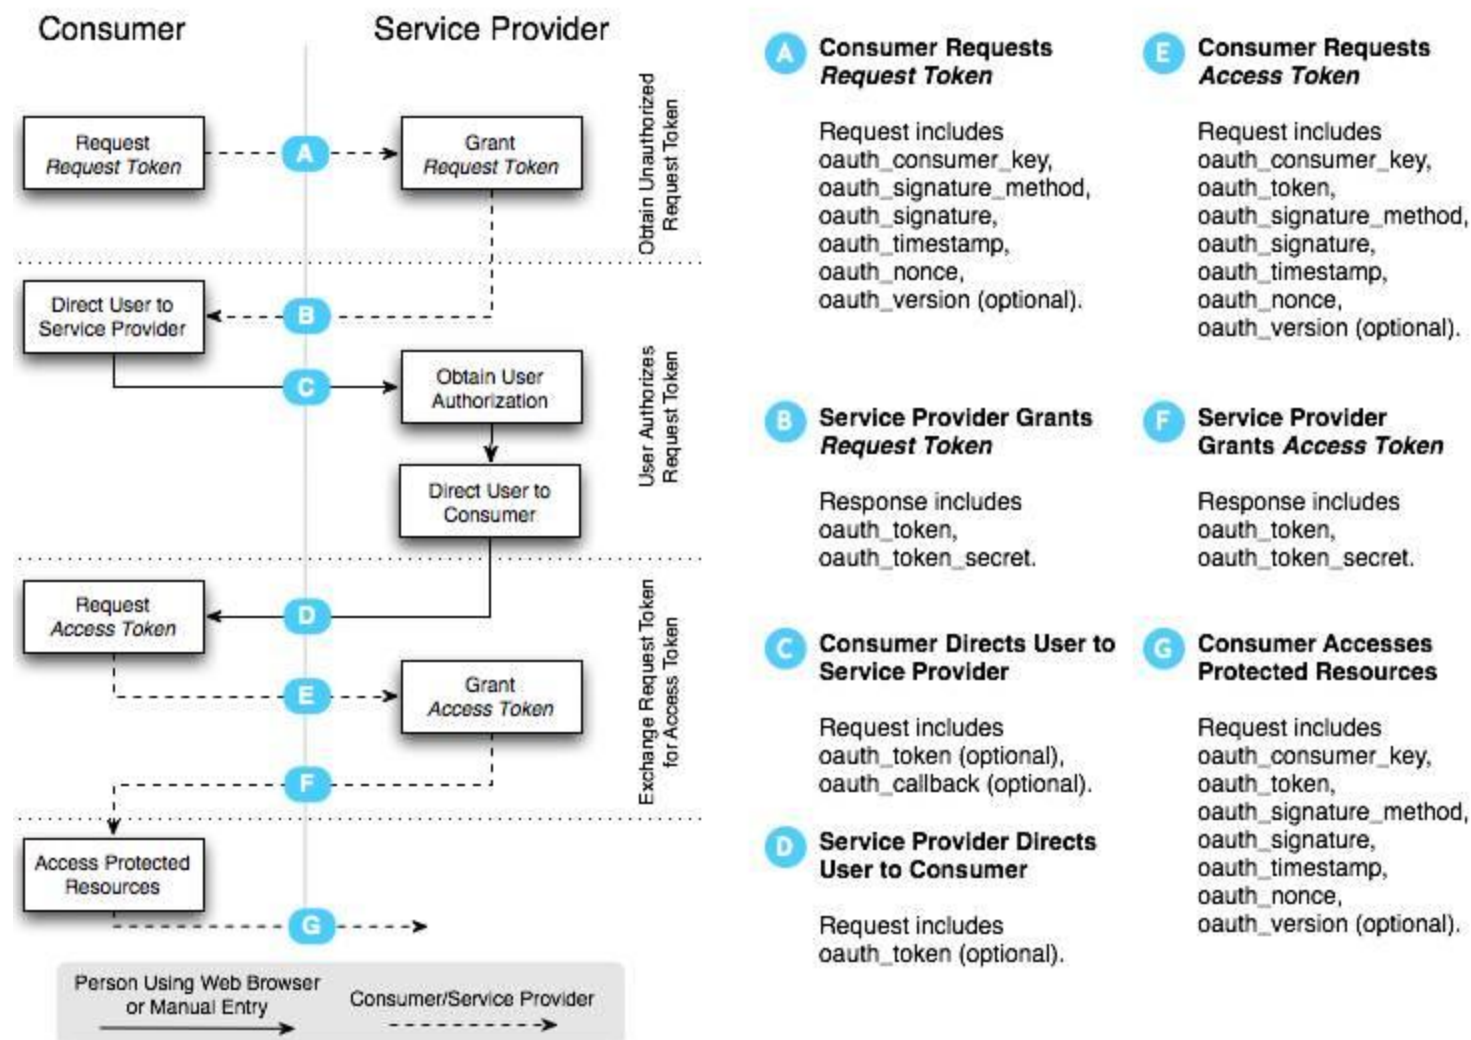 Consumer
Service Provider
Request
Request Token
A
Grant
Request Token
Obtain Unauthorized
Request Token
Direct User to
Service Provider
B
C
Obtain User
Authorization
Direct User to
Consumer
User Authorizes
Request Token
Request
Access Token
D
E
Grant
Access Token
F
Exchange Request Token
for Access Token
Access Protected
Resources
G
Person Using Web Browser
or Manual Entry
Consumer/Service Provider
A
Consumer Requests
Request Token
Request includes
oauth_consumer_key,
oauth_signature_method,
oauth_signature,
oauth_timestamp,
oauth_nonce,
oauth_version (optional).
B
Service Provider Grants
Request Token
Response includes
oauth_token,
oauth_token_secret.
C
Consumer Directs User to
Service Provider
Request includes
oauth_token (optional),
oauth_callback (optional).
D
Service Provider Directs
User to Consumer
Request includes
oauth_token (optional).
E
Consumer Requests
Access Token
Request includes
oauth_consumer_key,
oauth_token,
oauth_signature_method,
oauth_signature,
oauth_timestamp,
oauth_nonce,
oauth_version (optional).
F
Service Provider
Grants Access Token
Response includes
oauth_token,
oauth_token_secret.
G
Consumer Accesses
Protected Resources
Request includes
oauth_consumer_key,
oauth_token,
oauth_signature_method,
oauth_signature,
oauth_timestamp,
oauth_nonce,
oauth_version (optional).